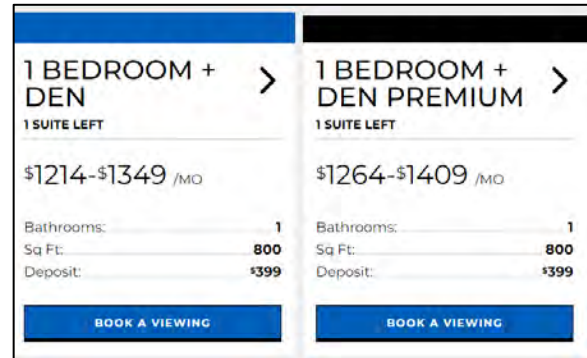 1 BEDROOM +
DEN
1 SUITE LEFT
$1214-$1349 /MO
Bathrooms: 1
Sq Ft: 800
Deposit: $399
BOOK A VIEWING
1 BEDROOM +
DEN PREMIUM
1 SUITE LEFT
$1264-$1409 /MO
Bathrooms: 1
Sq Ft: 800
Deposit: $399
BOOK A VIEWING